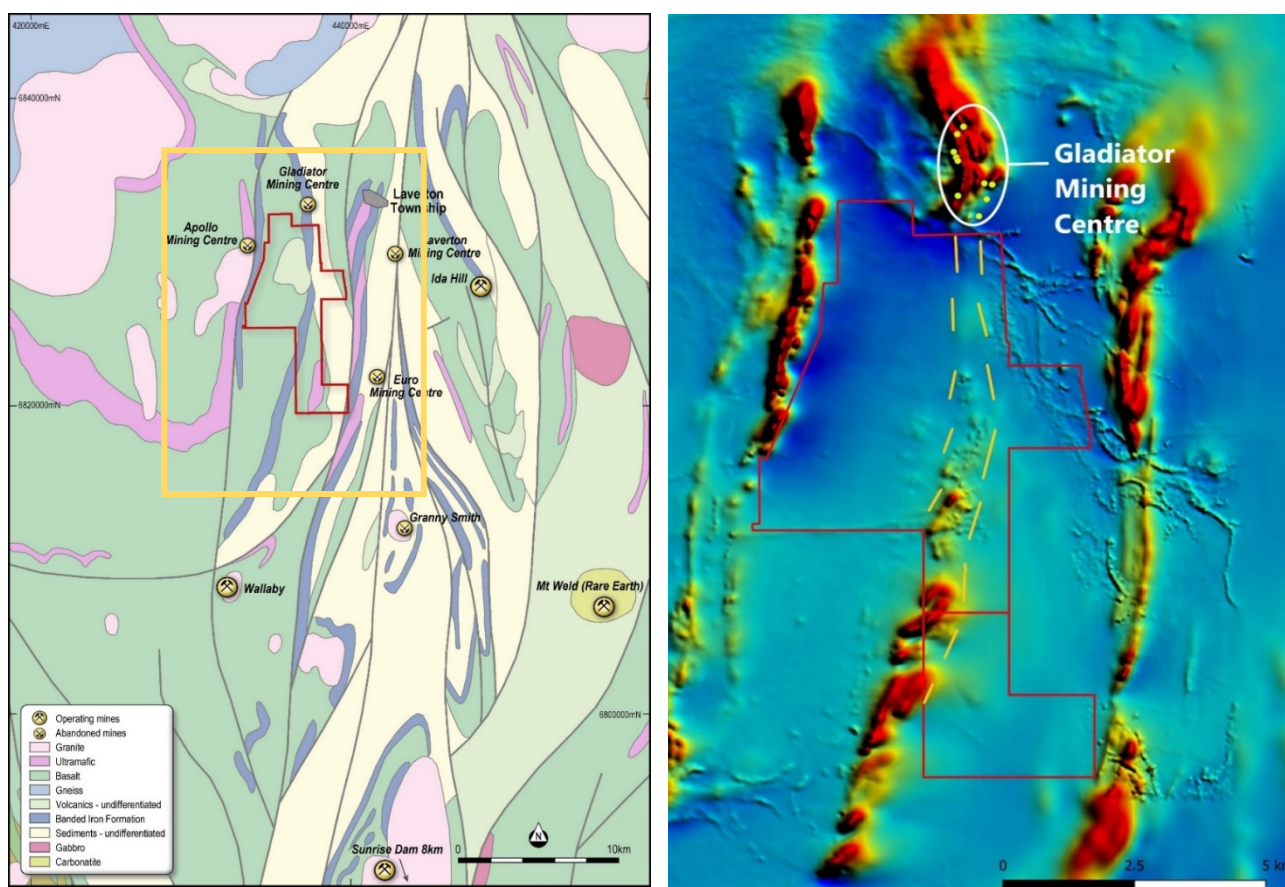 420000mE
440000mE
6840000mN
Gladiator
Mining Centre
Laverton
Township
Apollo
Mining Centre
Laverton
Mining Centre
Ida Hill
Euro
Mining Centre
6820000mN
Granny Smith
Wallaby
Mt Weld (Rare Earth)
6800000mN
Operating mines
Abandoned mines
Granite
Ultramafic
Basalt
Gneiss
Volcanics - undifferentiated
Banded Iron Formation
Sediments - undifferentiated
Gabbro
Carbonatite
N
Sunrise Dam 8km
0
10km
Gladiator
Mining
Centre
0
2.5
5 k